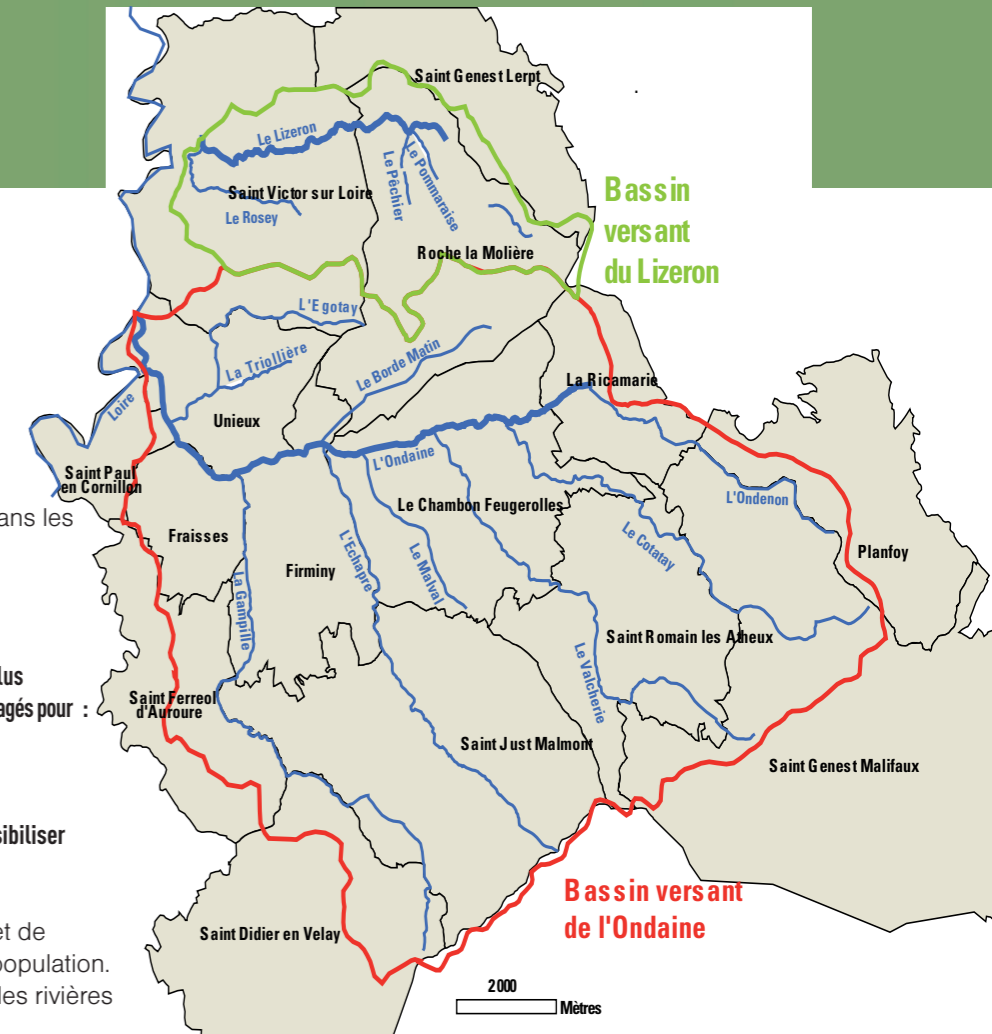 Saint Genest Lerpt
Le Lizeron
Le Pêchier
Le Pommaraise
Saint Victor sur Loire
Le Rosey
Bassin
versant
du Lizeron
Roche la Molière
L'Egotay
La Triollière
Le Borde Matin
La Ricamarie
Loire
Unieux
L'Ondaine
Saint Paul
en Cornillon
L'Ondenon
Le Chambon Feugerolles
ans les
Fraisses
Le Cotatay
Planfoy
Firminy
L'Echapre
Le Malval
La Gampille
Saint Romain les Atheux
Le Valcherie
lus
agés pour :
Saint Ferreol
d'Auroure
Saint Just Malmont
Saint Genest Malifaux
sibiliser
Bassin versant
de l'Ondaine
Saint Didier en Velay
et de
population.
des rivières
2000
Mètres